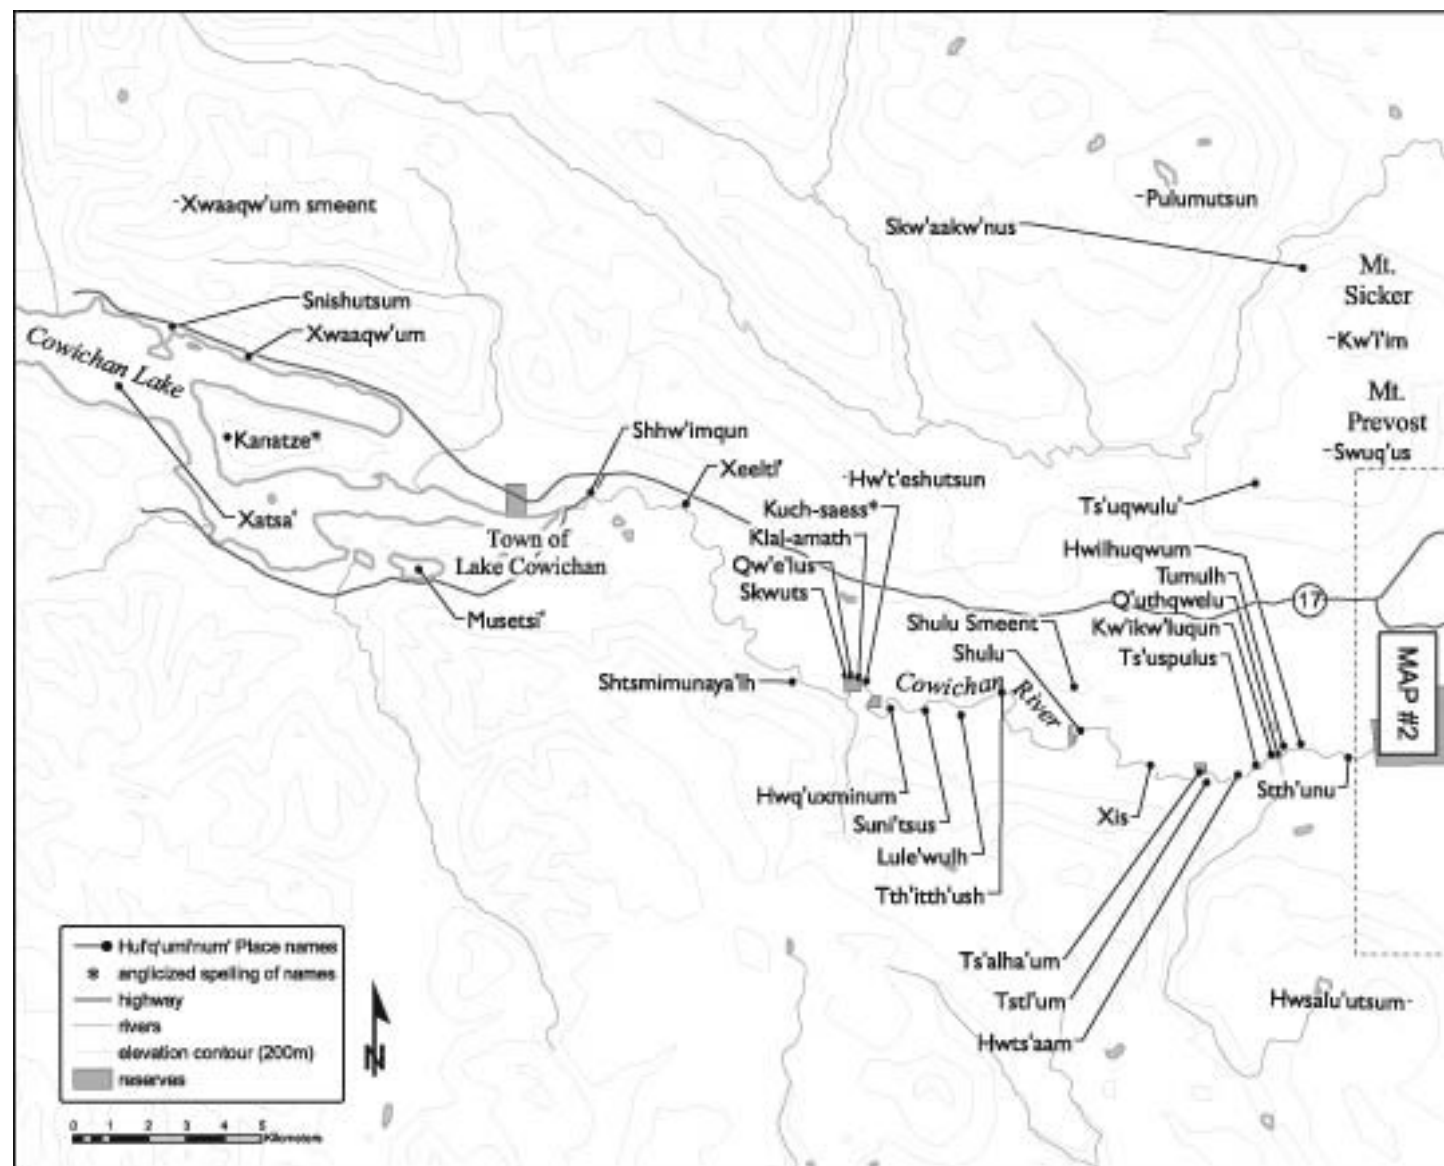 Xwaaqw'um smeent
Pulumutsun
Skw'aakw'nus
Mt.
Sicker
Snishutsum
Xwaaqw'um
Kw'l'im
Cowichan Lake
Mt.
Prevost
Swuq'us
Kanatze*
Shhw'imqun
Xeelti'
Hw't'eshutsun
Ts'uqwulu'
Xatsa'
Kuch-saess*
Town of
Lake Cowichan
Klal-amath
Hwilhuqwum
Qw'e'lus
Tumulh
Skwuts
Q'uthqwelu
17
Musetsi'
Shulu Smeent
Kw'ikw'luqun
Shulu
Ts'uspulus
MAP #2
Shtsmimunaya'lh
Cowichan River
Hwq'uxminum
Stth'unu
Suni'tsus
Xis
Lule'wulh
Tth'itth'ush
Ts'alha'um
Tstl'um
Hwts'aam
Hwsalu'utsum
Hul'q'umi'num' Place names
* anglicized spelling of names
highway
rivers
elevation contour (200m)
reserves
N
0 1 2 3 4 5
Kilometers